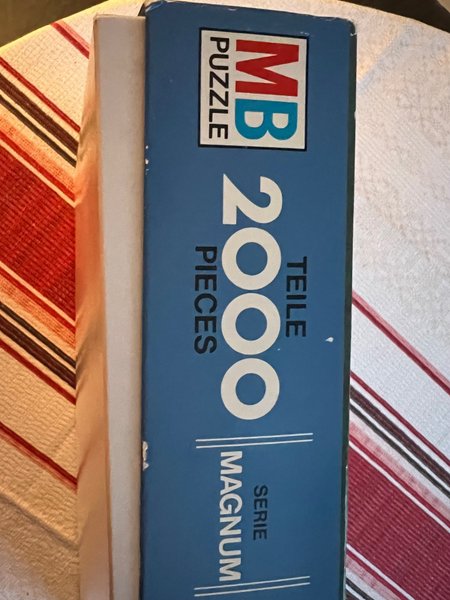 MB
PUZZLE
TEILE
2000
PIECES
SERIE
MAGNUM